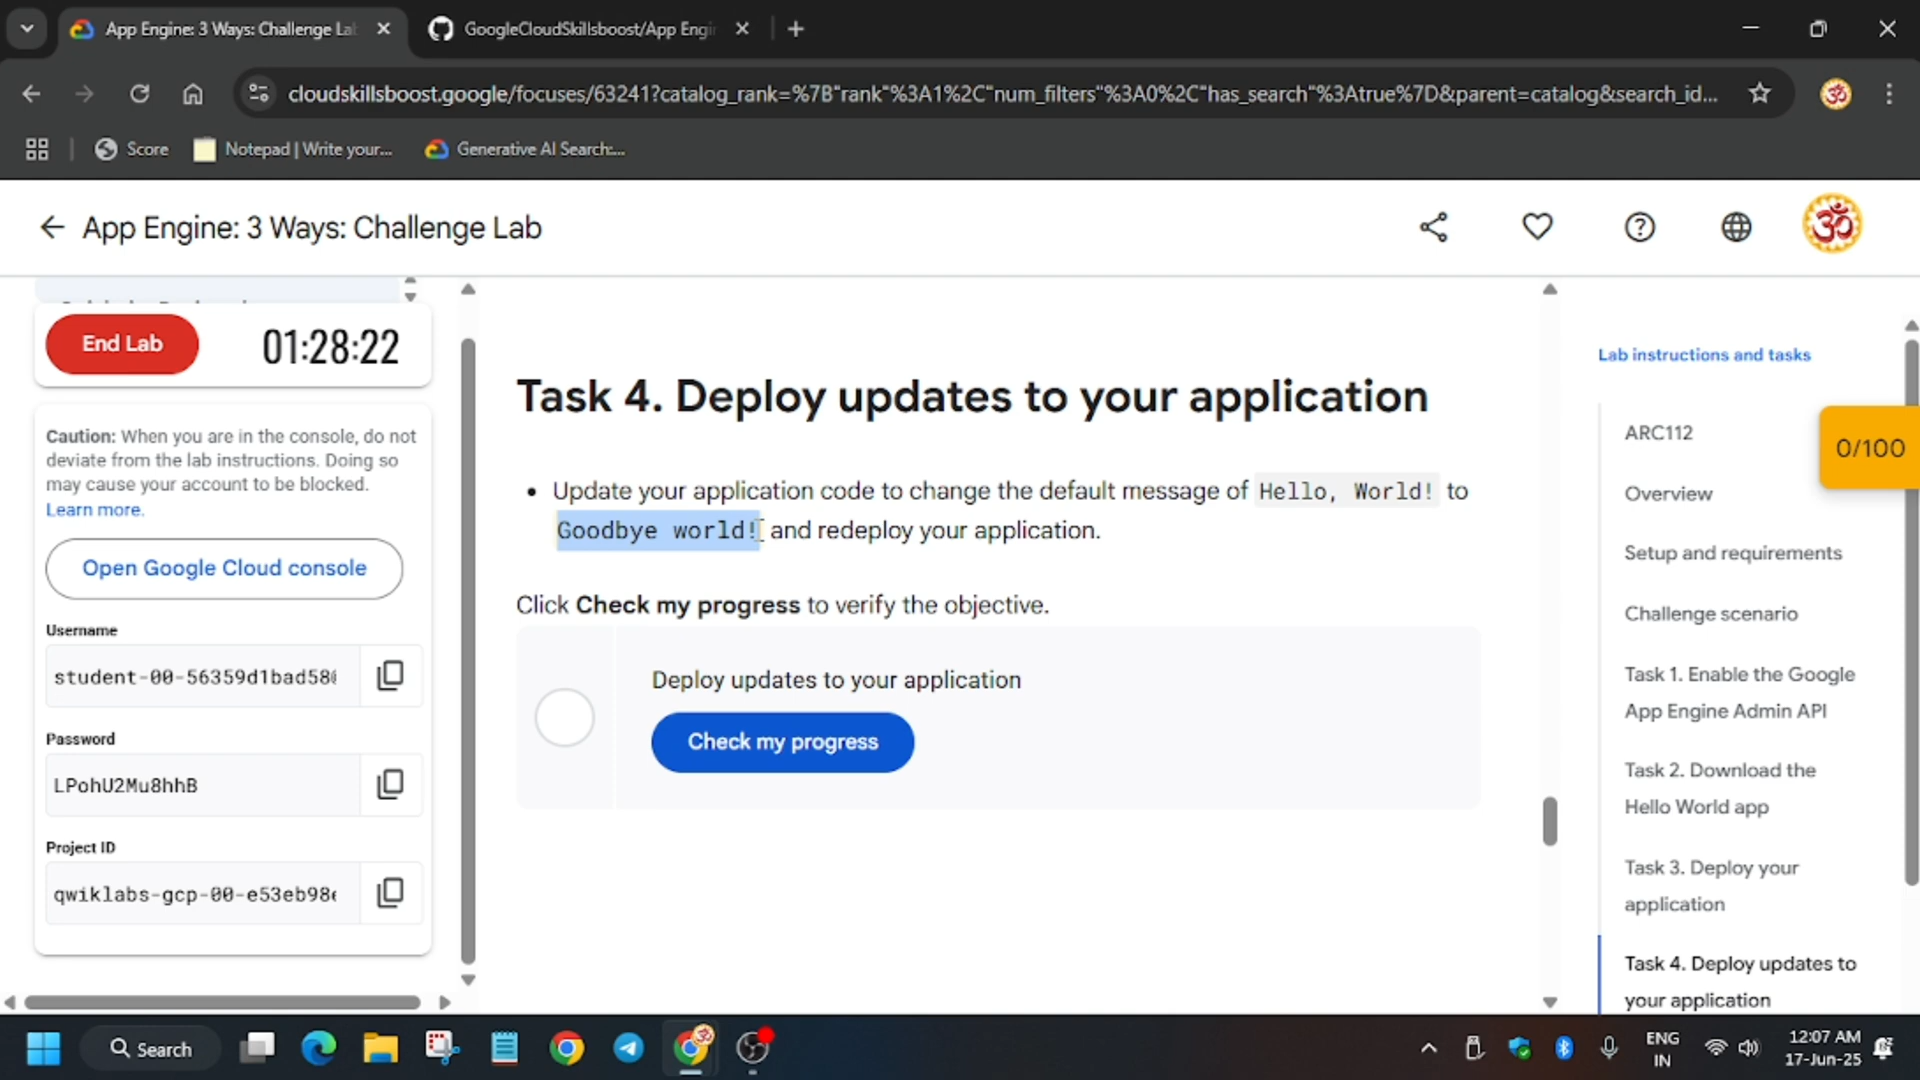 App Engine: 3 Ways: Challenge La
GoogleCloudSkillsboost/App Engi
cloudskillsboost.google/focuses/63241?catalog_rank=%7B"rank"%3A1%2C"num_filters"%3A0%2C"has_search"%3Atrue%7D&parent=catalog&search_id...
Score
Notepad | Write your...
Generative AI Search:...
App Engine: 3 Ways: Challenge Lab
End Lab
01:28:22
Caution: When you are in the console, do not
deviate from the lab instructions. Doing so
may cause your account to be blocked.
Learn more.
Open Google Cloud console
Username
student-00-56359d1bad58
Password
LPohU2Mu8hhB
Project ID
qwiklabs-gcp-00-e53eb98
Task 4. Deploy updates to your application
• Update your application code to change the default message of Hello, World! to
Goodbye world! and redeploy your application.
Click Check my progress to verify the objective.
Deploy updates to your application
Check my progress
Lab instructions and tasks
ARC112
0/100
Overview
Setup and requirements
Challenge scenario
Task 1. Enable the Google
App Engine Admin API
Task 2. Download the
Hello World app
Task 3. Deploy your
application
Task 4. Deploy updates to
your application
Search
ENG
IN
12:07 AM
17-Jun-25